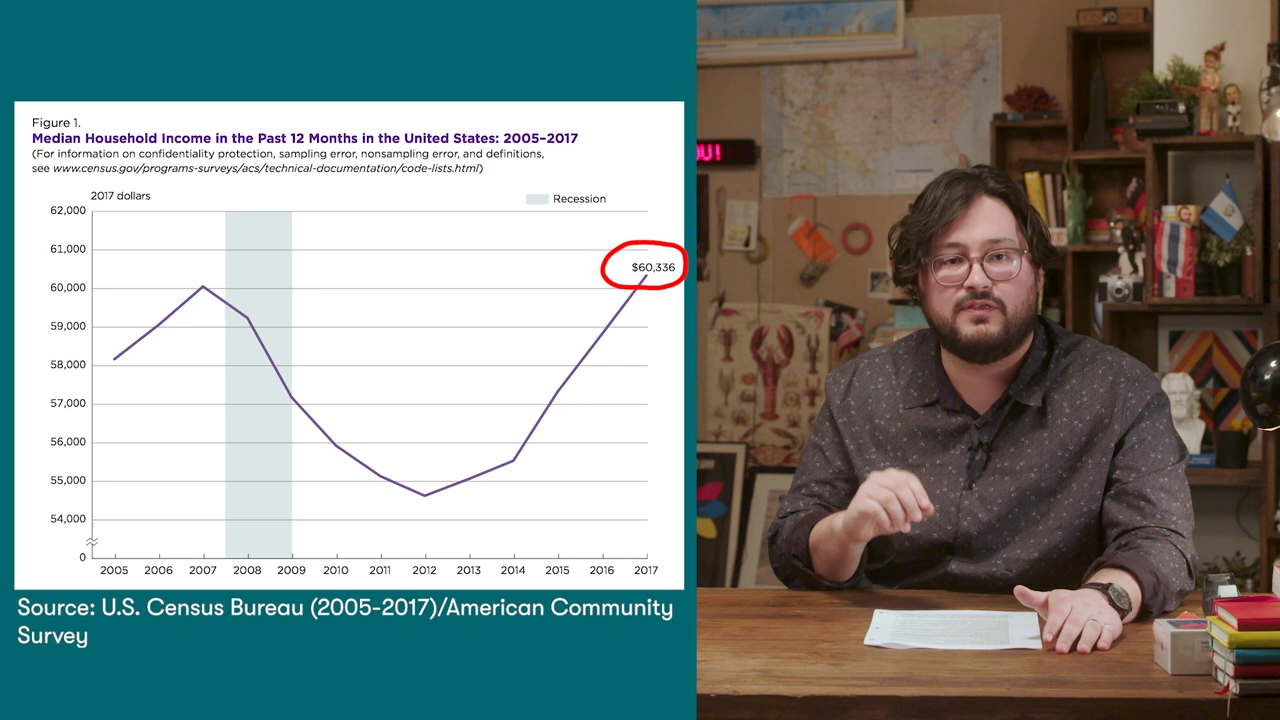 Figure 1.
Median Household Income in the Past 12 Months in the United States: 2005–2017
(For information on confidentiality protection, sampling error, nonsampling error, and definitions,
see www.census.gov/programs-surveys/acs/technical-documentation/code-lists.html)
2017 dollars
Recession
62,000
61,000
$60,336
60,000
59,000
58,000
57,000
56,000
55,000
54,000
0
2005 2006 2007 2008 2009 2010 2011 2012 2013 2014 2015 2016 2017
Source: U.S. Census Bureau (2005-2017)/American Community
Survey
U!